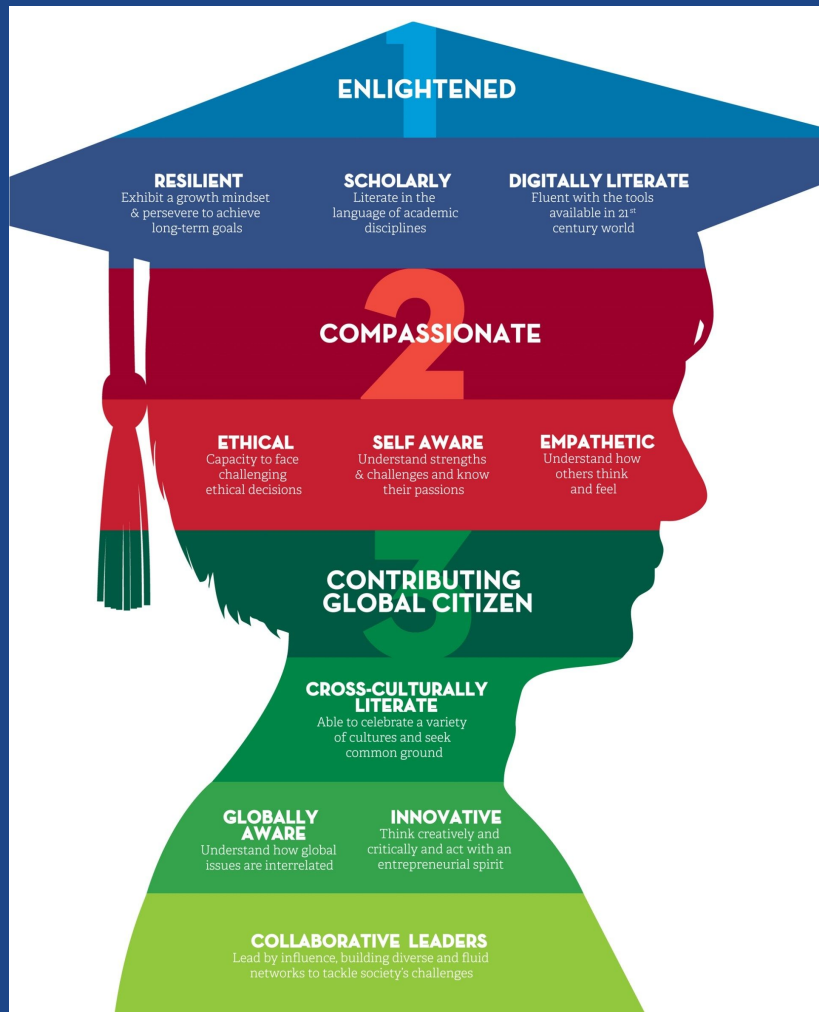 1
ENLIGHTENED
RESILIENT
Exhibit a growth mindset
& persevere to achieve
long-term goals
SCHOLARLY
Literate in the
language of academic
disciplines
DIGITALLY LITERATE
Fluent with the tools
available in 21st
century world
2
COMPASSIONATE
ETHICAL
Capacity to face
challenging
ethical decisions
SELF AWARE
Understand strengths
& challenges and know
their passions
EMPATHETIC
Understand how
others think
and feel
3
CONTRIBUTING
GLOBAL CITIZEN
CROSS-CULTURALLY
LITERATE
Able to celebrate a variety
of cultures and seek
common ground
GLOBALLY
AWARE
Understand how global
issues are interrelated
INNOVATIVE
Think creatively and
critically and act with an
entrepreneurial spirit
COLLABORATIVE LEADERS
Lead by influence, building diverse and fluid
networks to tackle society's challenges